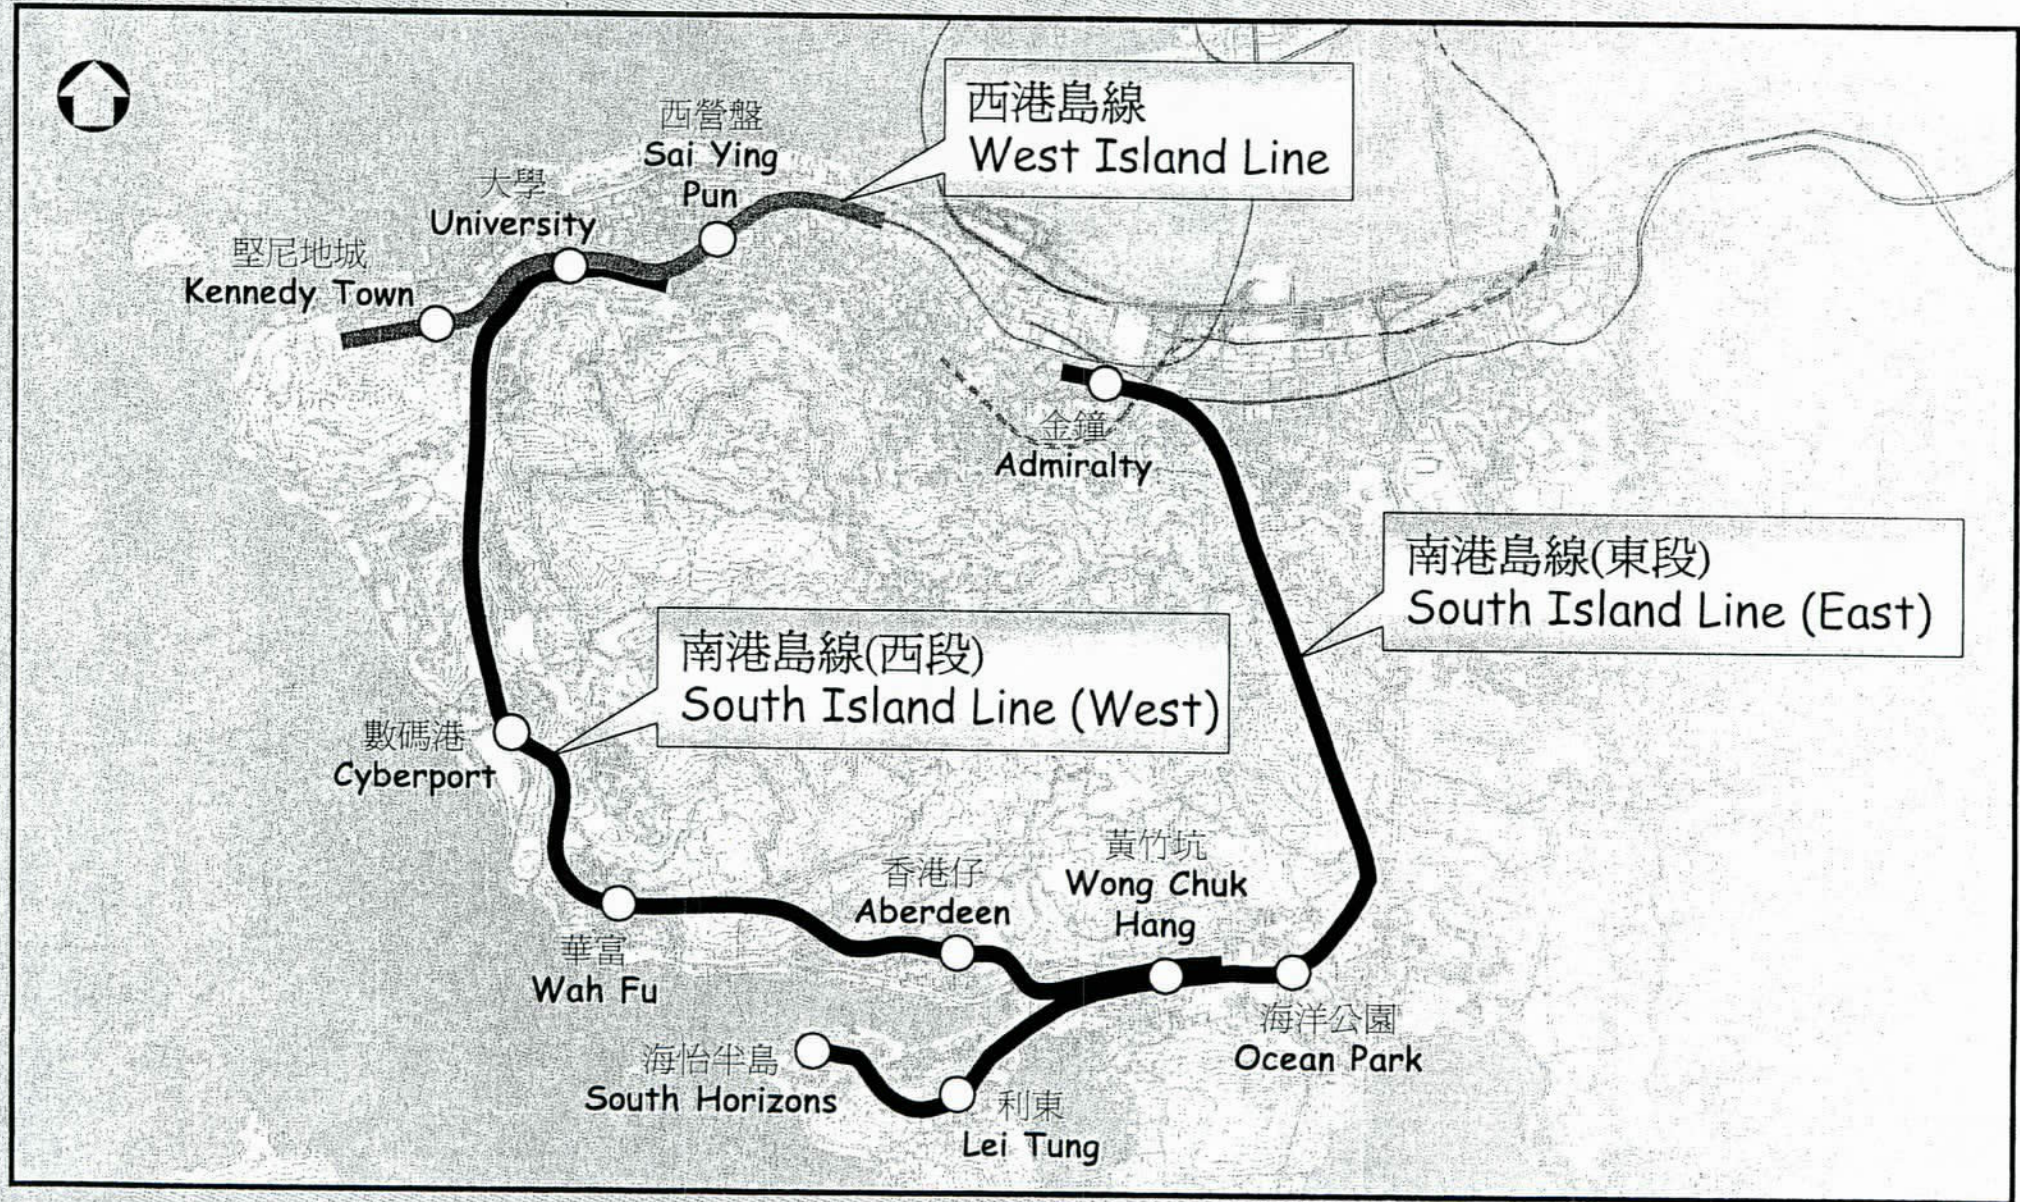 西港島線
West Island Line
西營盤
Sai Ying
Pun
大學
University
堅尼地城
Kennedy Town
金鐘
Admiralty
南港島線(東段)
South Island Line (East)
南港島線(西段)
South Island Line (West)
數碼港
Cyberport
黃竹坑
Wong Chuk
Hang
香港仔
Aberdeen
華富
Wah Fu
海洋公園
Ocean Park
海怡半島
South Horizons
利東
Lei Tung